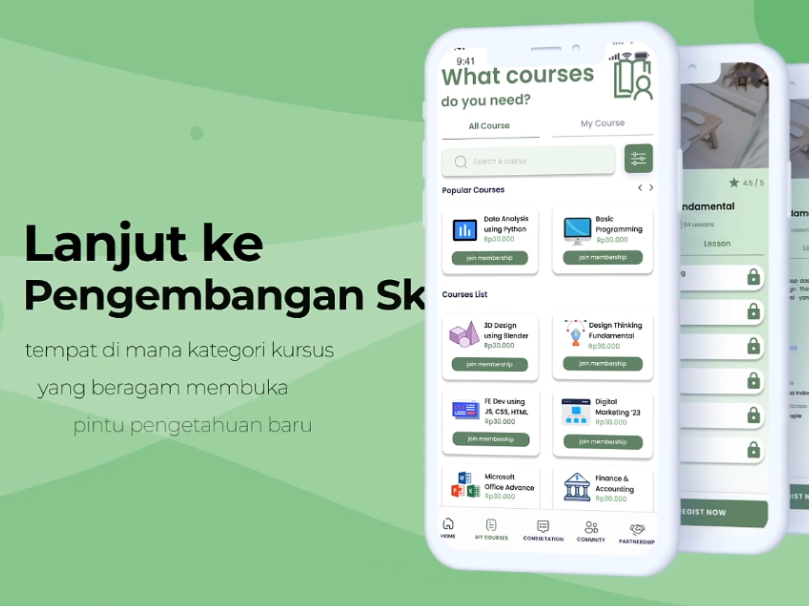 Lanjut ke
Pengembangan Sk
tempat di mana kategori kursus
yang beragam membuka
pintu pengetahuan baru
9:41
What courses
do you need?
All Course
My Course
Search a course
Popular Courses
Data Analysis
using Python
Rp30.000
join membership
Basic
Programming
Rp30.000
join membership
Courses List
3D Design
using Blender
Rp30.000
join membership
Design Thinking
Fundamental
Rp30.000
join membership
FE Dev using
JS, CSS, HTML
Rp30.000
join membership
Digital
Marketing '23
Rp30.000
join membership
Microsoft
Office Advance
Rp30.000
Finance &
Accounting
Rp30.000
HOME
MY COURSES
CONSULTATION
COMUNITY
PARTNERSHIP
4.5 / 5
ndamental
04 Lessons
Lesson
EGIST NOW